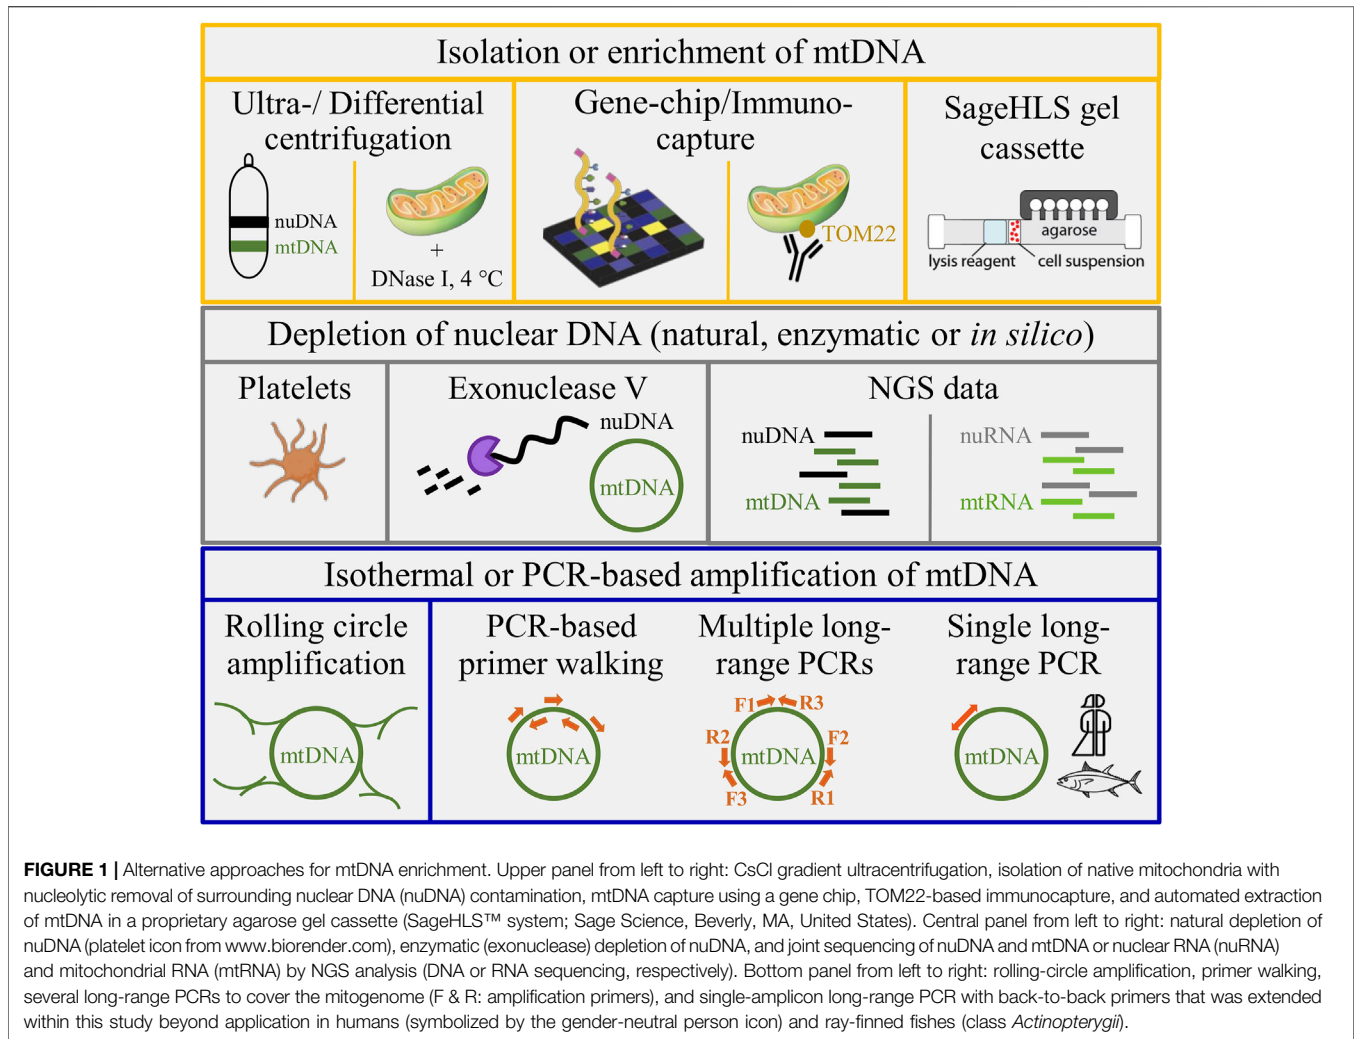 Isolation or enrichment of mtDNA
Ultra-/ Differential
centrifugation
nuDNA
mtDNA
+
DNase I, 4 °C
Gene-chip/Immuno-
capture
TOM22
SageHLS gel
cassette
agarose
lysis reagent
cell suspension
Depletion of nuclear DNA (natural, enzymatic or in silico)
Platelets
Exonuclease V
nuDNA
mtDNA
NGS data
nuDNA
mtDNA
nuRNA
mtRNA
Isothermal or PCR-based amplification of mtDNA
Rolling circle
amplification
mtDNA
PCR-based
primer walking
mtDNA
Multiple long-
range PCRs
F1
R3
R2
F2
mtDNA
F3
R1
Single long-
range PCR
mtDNA
FIGURE 1 | Alternative approaches for mtDNA enrichment. Upper panel from left to right: CsCl gradient ultracentrifugation, isolation of native mitochondria with
nucleolytic removal of surrounding nuclear DNA (nuDNA) contamination, mtDNA capture using a gene chip, TOM22-based immunocapture, and automated extraction
of mtDNA in a proprietary agarose gel cassette (SageHLS™ system; Sage Science, Beverly, MA, United States). Central panel from left to right: natural depletion of
nuDNA (platelet icon from www.biorender.com), enzymatic (exonuclease) depletion of nuDNA, and joint sequencing of nuDNA and mtDNA or nuclear RNA (nuRNA)
and mitochondrial RNA (mtRNA) by NGS analysis (DNA or RNA sequencing, respectively). Bottom panel from left to right: rolling-circle amplification, primer walking,
several long-range PCRs to cover the mitogenome (F & R: amplification primers), and single-amplicon long-range PCR with back-to-back primers that was extended
within this study beyond application in humans (symbolized by the gender-neutral person icon) and ray-finned fishes (class Actinopterygii).